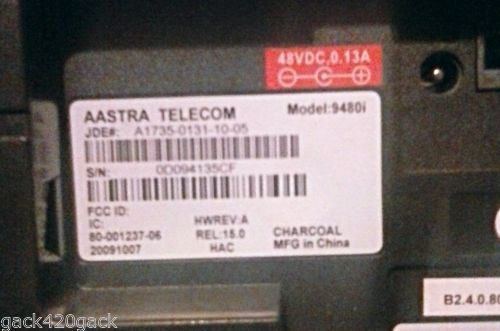 48VDC,0.13A
AASTRA TELECOM Model:9480i
JDE#: A1735-0131-10-05
S/N: 0D094135CF
FCC ID:
IC: HWREV:A
80-001237-06 REL:15.0 CHARCOAL
20091007 HAC MFG in China
B2.4.0.80
gack420gack